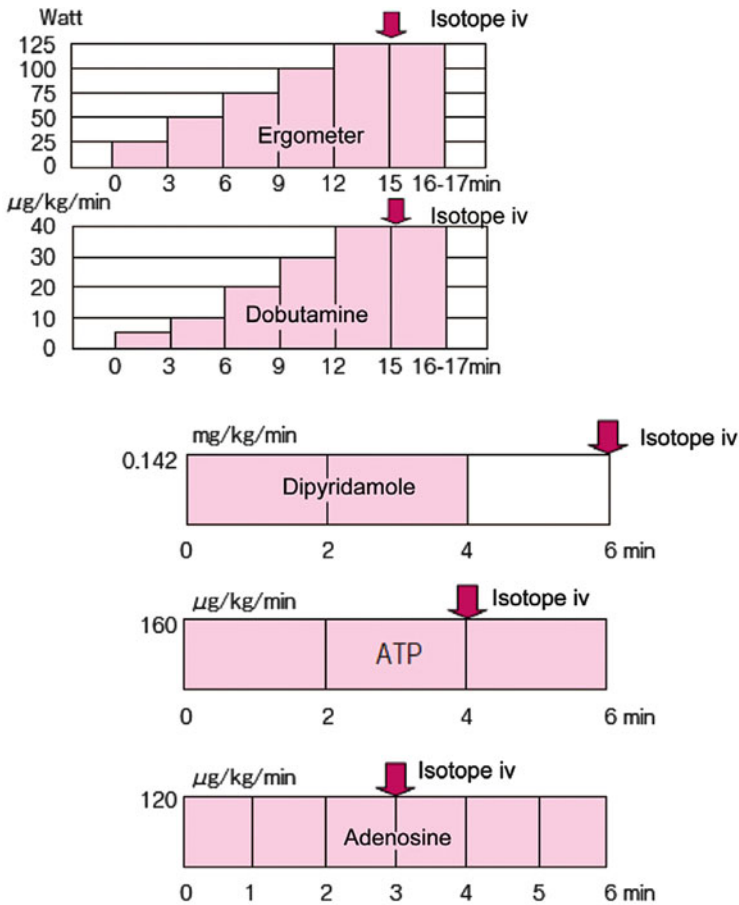 Watt
Isotope iv
125
100
75
50
25
0
Ergometer
0 3 6 9 12 15 16-17min
μg/kg/min
Isotope iv
40
30
20
10
0
Dobutamine
0 3 6 9 12 15 16-17min
mg/kg/min
Isotope iv
0.142
Dipyridamole
0 2 4 6 min
μg/kg/min
Isotope iv
160
ATP
0 2 4 6 min
μg/kg/min
Isotope iv
120
Adenosine
0 1 2 3 4 5 6 min